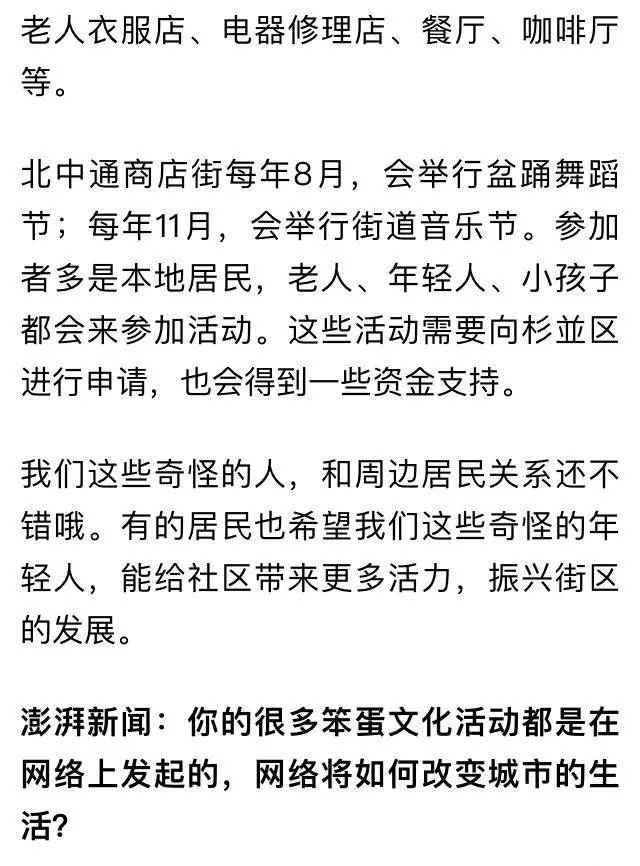 老人衣服店、电器修理店、餐厅、咖啡厅
等。
北中通商店街每年8月，会举行盆踊舞蹈
节；每年11月，会举行街道音乐节。参加
者多是本地居民，老人、年轻人、小孩子
都会来参加活动。这些活动需要向杉並区
进行申请，也会得到一些资金支持。
我们这些奇怪的人，和周边居民关系还不
错哦。有的居民也希望我们这些奇怪的年
轻人，能给社区带来更多活力，振兴街区
的发展。
澎湃新闻：你的很多笨蛋文化活动都是在
网络上发起的，网络将如何改变城市的生
活？